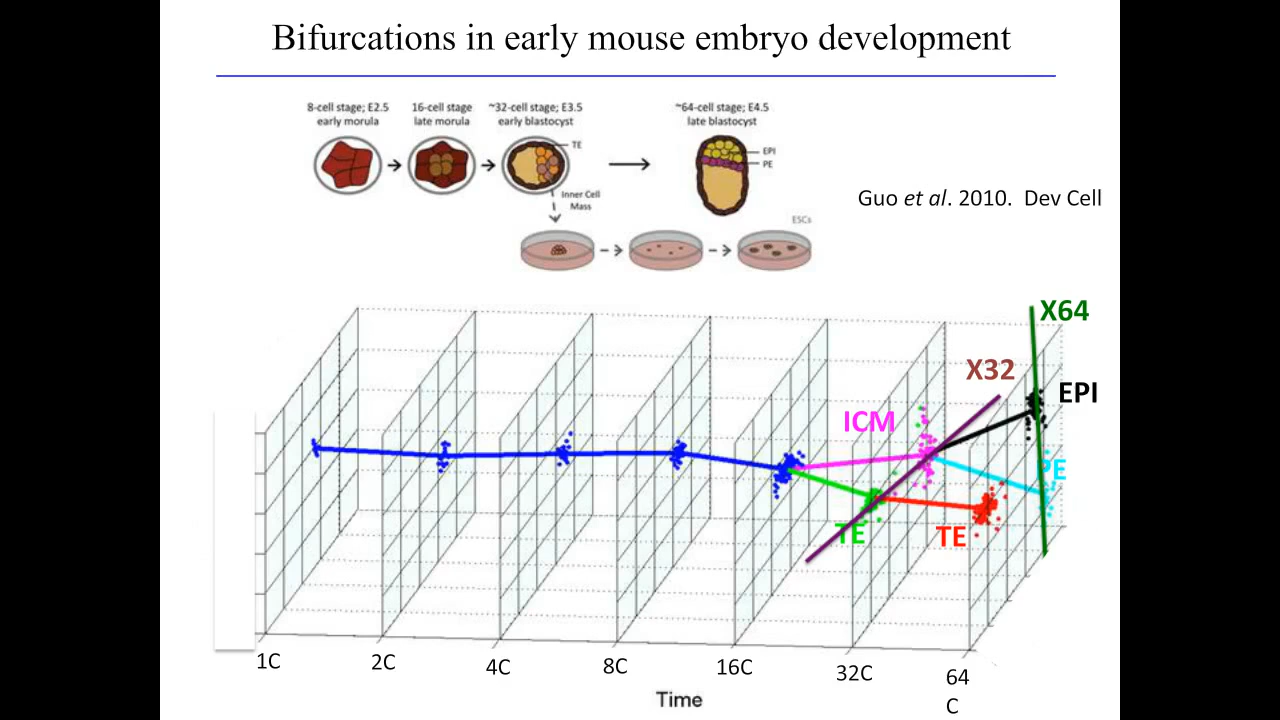 Bifurcations in early mouse embryo development
8-cell stage; E2.5
early morula
16-cell stage
late morula
~32-cell stage; E3.5
early blastocyst
~64-cell stage; E4.5
late blastocyst
TE
EPI
PE
Inner Cell
Mass
ESCs
Guo et al. 2010. Dev Cell
X64
X32
EPI
ICM
PE
TE
TE
1C
2C
4C
8C
16C
32C
64
C
Time